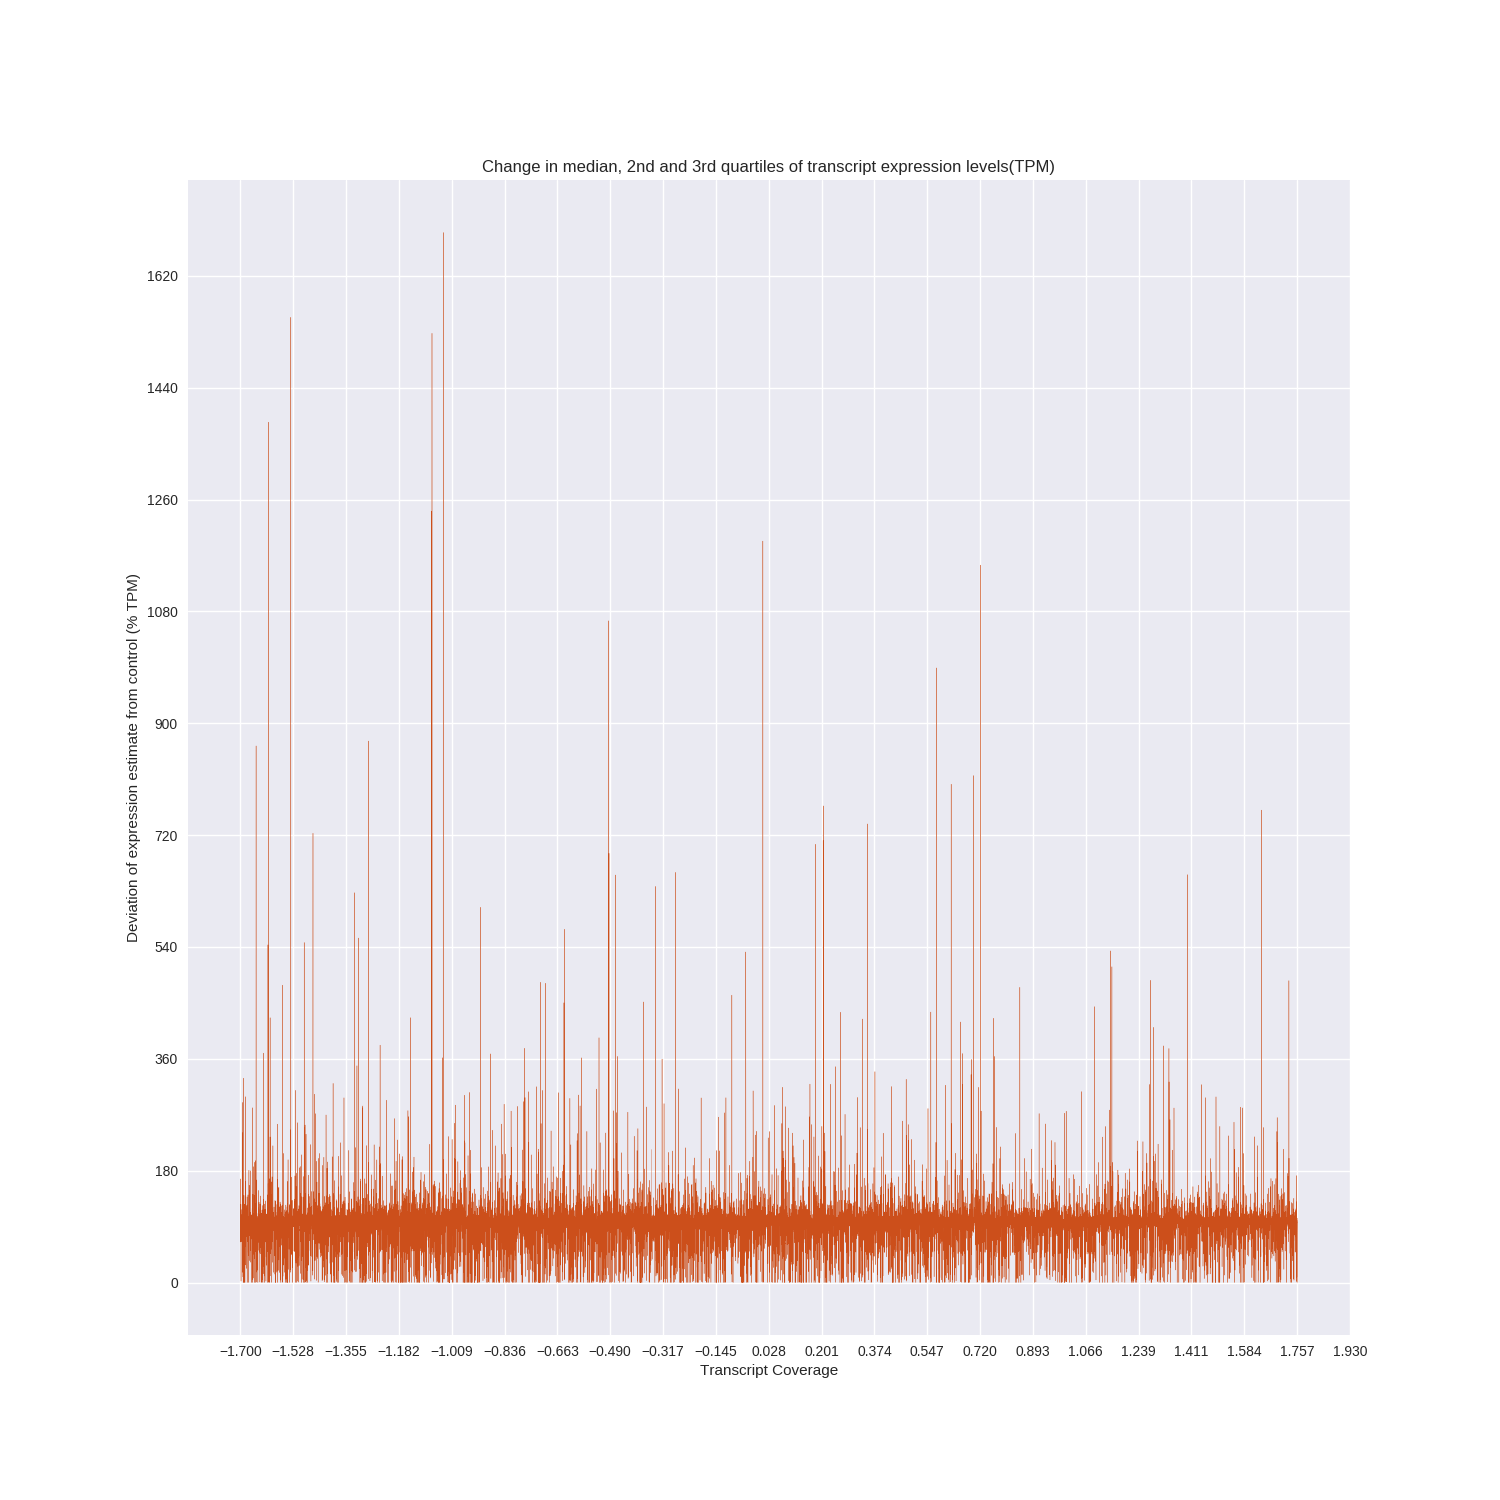 Change in median, 2nd and 3rd quartiles of transcript expression levels(TPM)
Deviation of expression estimate from control (% TPM)
1620
1440
1260
1080
900
720
540
360
180
0
−1.700 −1.528 −1.355 −1.182 −1.009 −0.836 −0.663 −0.490 −0.317 −0.145 0.028 0.201 0.374 0.547 0.720 0.893 1.066 1.239 1.411 1.584 1.757 1.930
Transcript Coverage